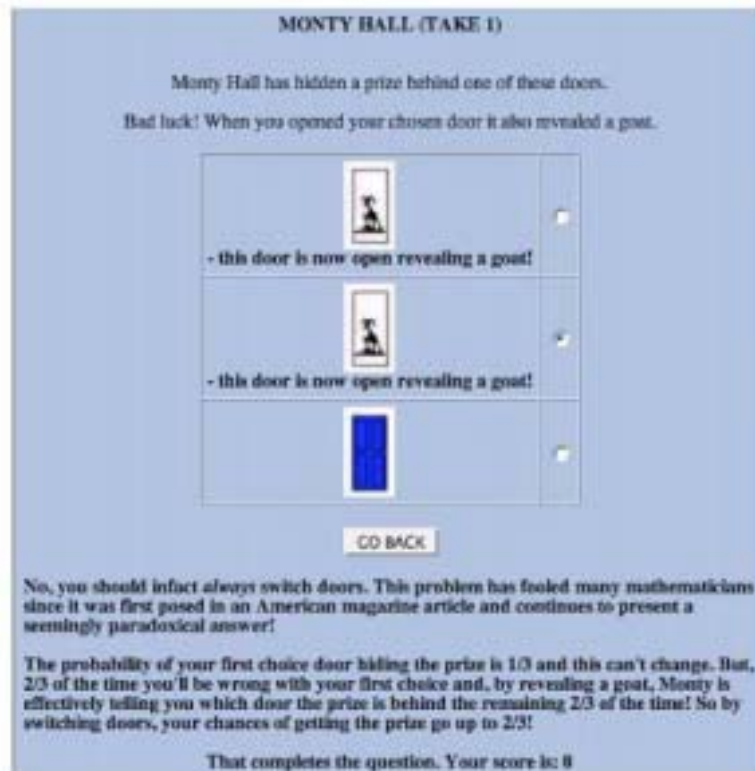 MONTY HALL (TAKE 1)
Monty Hall has hidden a prize behind one of these doors.
Bad luck! When you opened your chosen door it also revealed a goat.
- this door is now open revealing a goat!
- this door is now open revealing a goat!
GO BACK
No, you should infact always switch doors. This problem has fooled many mathematicians
since it was first posed in an American magazine article and continues to present a
seemingly paradoxical answer!
The probability of your first choice door hiding the prize is 1/3 and this can't change. But,
2/3 of the time you'll be wrong with your first choice and, by revealing a goat, Monty is
effectively telling you which door the prize is behind the remaining 2/3 of the time! So by
switching doors, your chances of getting the prize go up to 2/3!
That completes the question. Your score is: 0